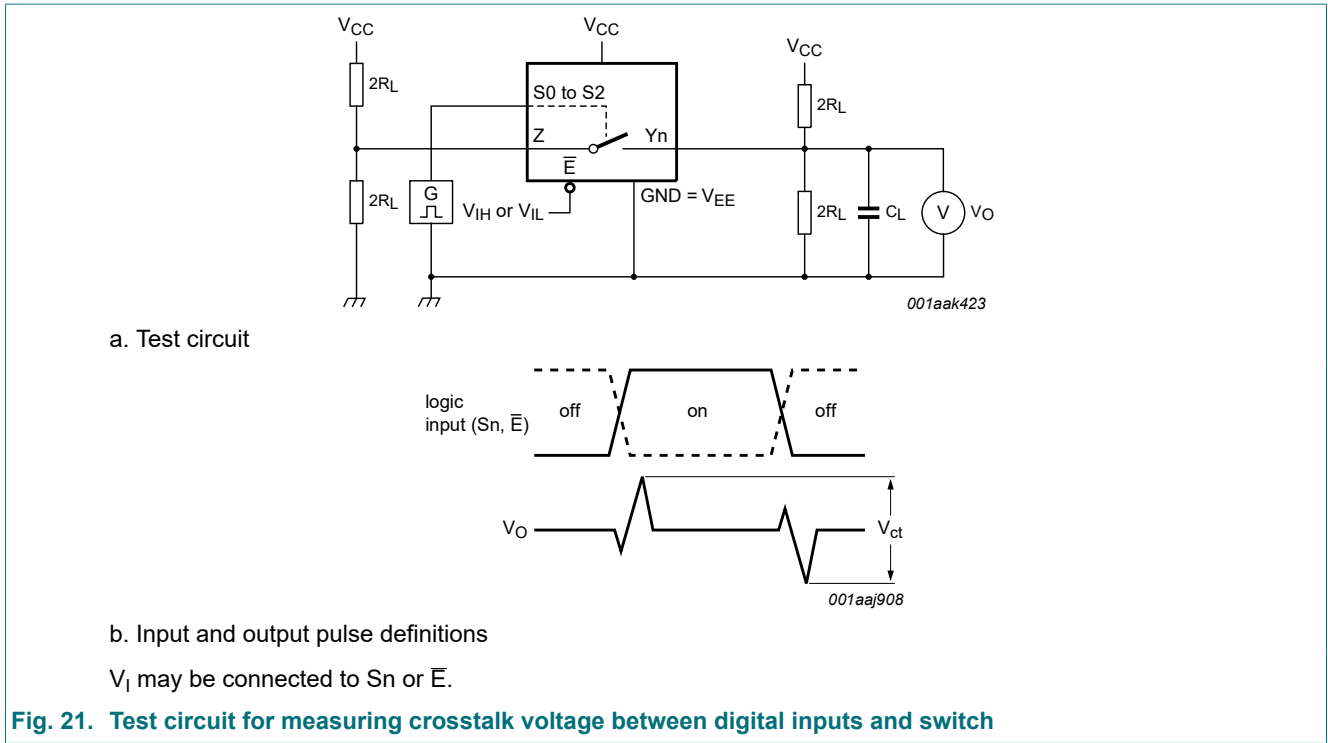 VCC
VCC
VCC
2RL
S0 to S2
2RL
Z
Yn
E̅
2RL
G
VIH or VIL
GND = VEE
2RL
CL
V
VO
001aak423
a. Test circuit
logic
input (Sn, E̅)
off
on
off
VO
Vct
001aaj908
b. Input and output pulse definitions
VI may be connected to Sn or E̅.
Fig. 21. Test circuit for measuring crosstalk voltage between digital inputs and switch